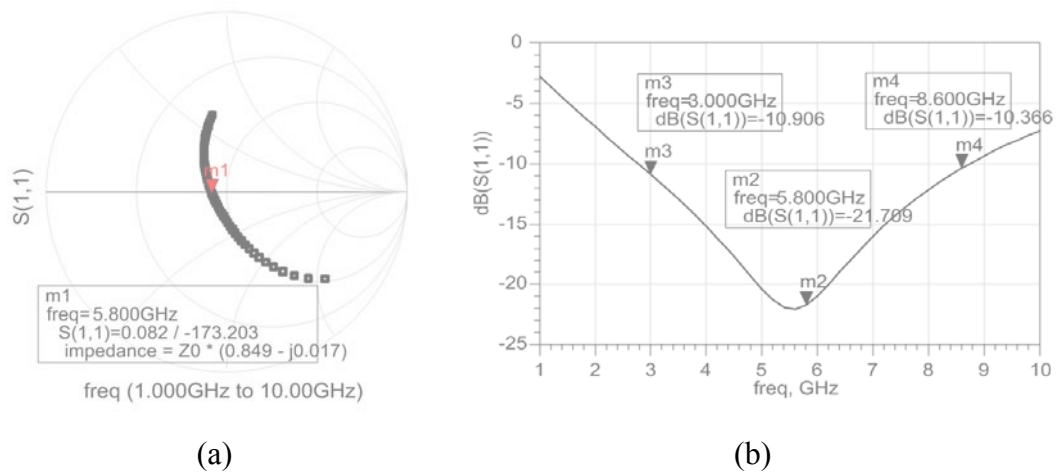 S(1,1)
m1
m1
freq=5.800GHz
S(1,1)=0.082 / -173.203
impedance = Z0 * (0.849 - j0.017)
freq (1.000GHz to 10.00GHz)
(a)
dB(S(1,1))
0
-5
-10
-15
-20
-25
m3
freq=3.000GHz
dB(S(1,1))=-10.906
m4
freq=8.600GHz
dB(S(1,1))=-10.366
m3
m4
m2
freq=5.800GHz
dB(S(1,1))=-21.709
m2
1 2 3 4 5 6 7 8 9 10
freq, GHz
(b)